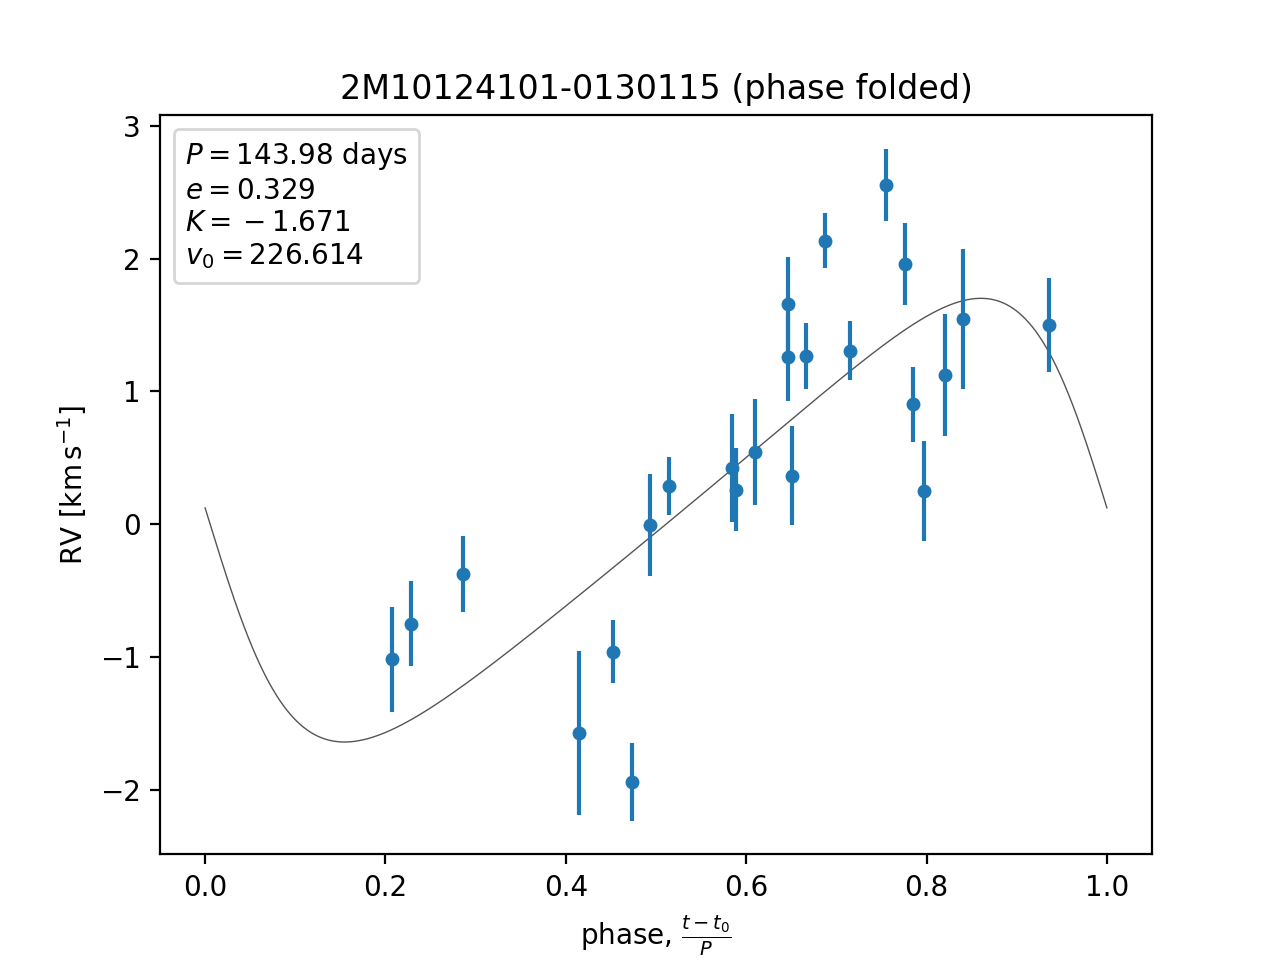 2M10124101-0130115 (phase folded)
P = 143.98 days
e = 0.329
K = −1.671
v₀ = 226.614
3
2
1
0
−1
−2
RV [km s⁻¹]
0.0 0.2 0.4 0.6 0.8 1.0
phase, (t − t₀)/P